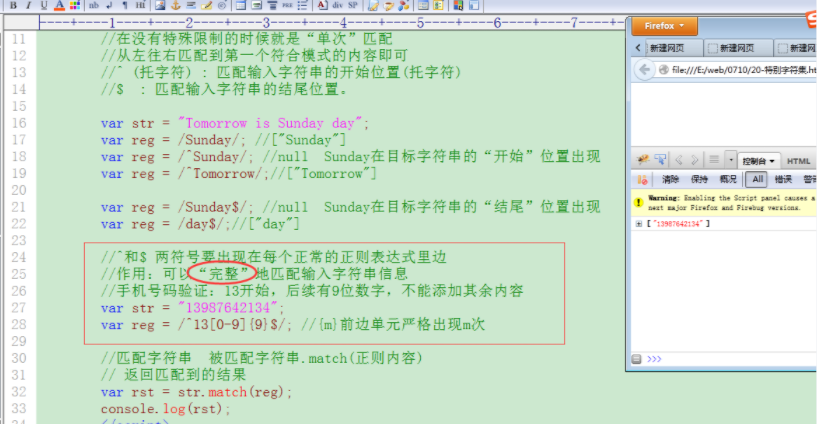 B I U A nb HI PRE A div SP
----+----1----+----2----+----3----+----4----+----5----+----6----+----7----+-
11 //在没有特殊限制的时候就是“单次”匹配
12 //从左往右匹配到第一个符合模式的内容即可
13 //^ (托字符) : 匹配输入字符串的开始位置(托字符)
14 //$ : 匹配输入字符串的结尾位置。
15
16 var str = "Tomorrow is Sunday day";
17 var reg = /Sunday/; //["Sunday"]
18 var reg = /^Sunday/; //null Sunday在目标字符串的“开始”位置出现
19 var reg = /^Tomorrow/;//["Tomorrow"]
20
21 var reg = /Sunday$/; //null Sunday在目标字符串的“结尾”位置出现
22 var reg = /day$/;//["day"]
23
24 //^和$ 两符号要出现在每个正常的正则表达式里边
25 //作用: 可以“完整”地匹配输入字符串信息
26 //手机号码验证: 13开始, 后续有9位数字, 不能添加其余内容
27 var str = "13987642134";
28 var reg = /^13[0-9]{9}$/; //{m}前边单元严格出现m次
29
30 //匹配字符串 被匹配字符串.match(正则内容)
31 // 返回匹配到的结果
32 var rst = str.match(reg);
33 console.log(rst);
Firefox
新建网页 新建网页 新建网
file:///E:/web/0710/20-特别字符集.ht
控制台 HTML
清除 保持 概况 All 错误
Warning: Enabling the Script panel causes a
next major Firefox and Firebug versions.
["13987642134"]
>>>